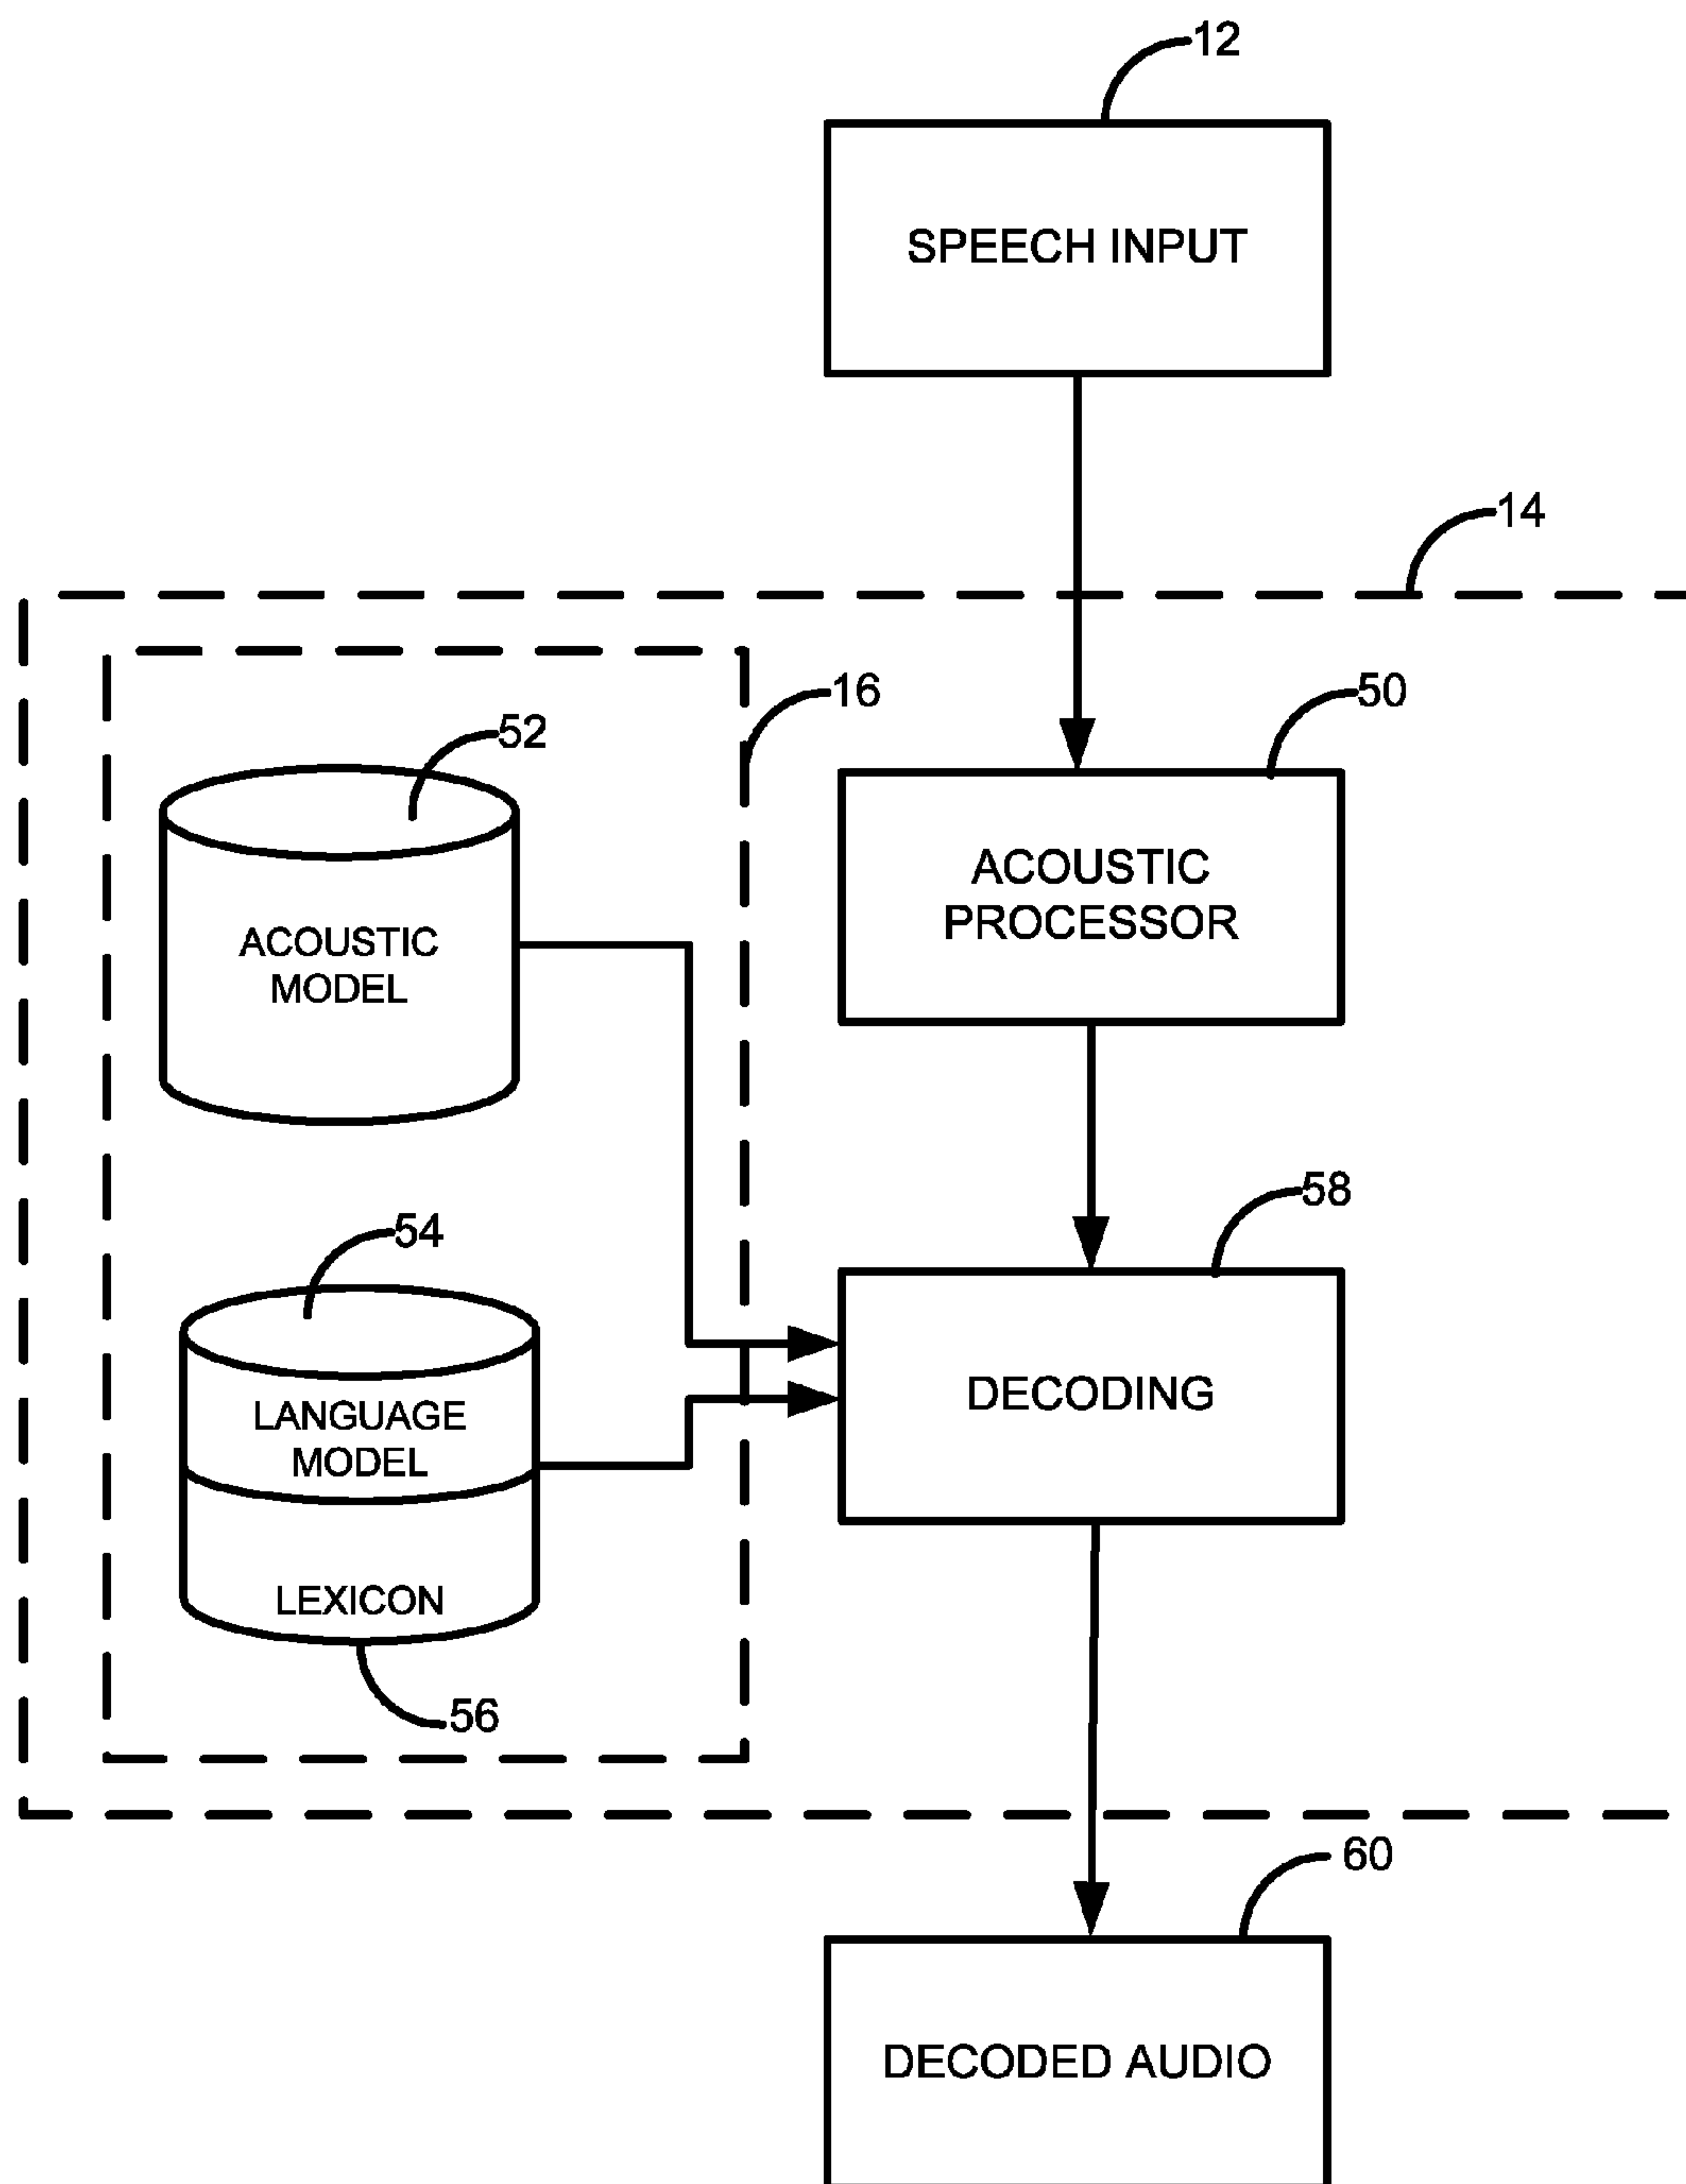 12
SPEECH INPUT
14
16
50
52
ACOUSTIC
PROCESSOR
ACOUSTIC
MODEL
58
54
DECODING
LANGUAGE
MODEL
LEXICON
56
60
DECODED AUDIO